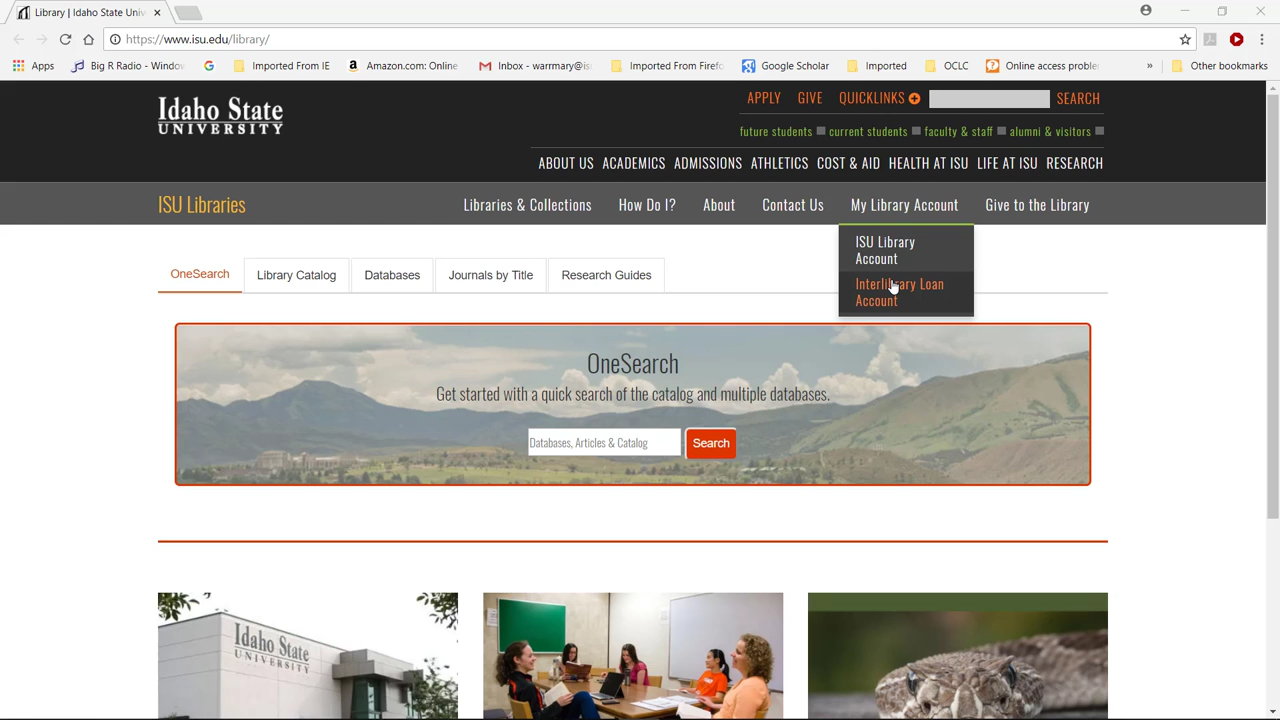 Library | Idaho State Univ
https://www.isu.edu/library/
Apps Big R Radio - Window Imported From IE Amazon.com: Online Inbox - warrmary@is Imported From Firefo Google Scholar Imported OCLC Online access proble » Other bookmarks
Idaho State
UNIVERSITY
APPLY GIVE QUICKLINKS SEARCH
future students current students faculty & staff alumni & visitors
ABOUT US ACADEMICS ADMISSIONS ATHLETICS COST & AID HEALTH AT ISU LIFE AT ISU RESEARCH
ISU Libraries Libraries & Collections How Do I? About Contact Us My Library Account Give to the Library
ISU Library
Account
Interlibrary Loan
Account
OneSearch Library Catalog Databases Journals by Title Research Guides
OneSearch
Get started with a quick search of the catalog and multiple databases.
Databases, Articles & Catalog Search
Idaho State
UNIVERSITY